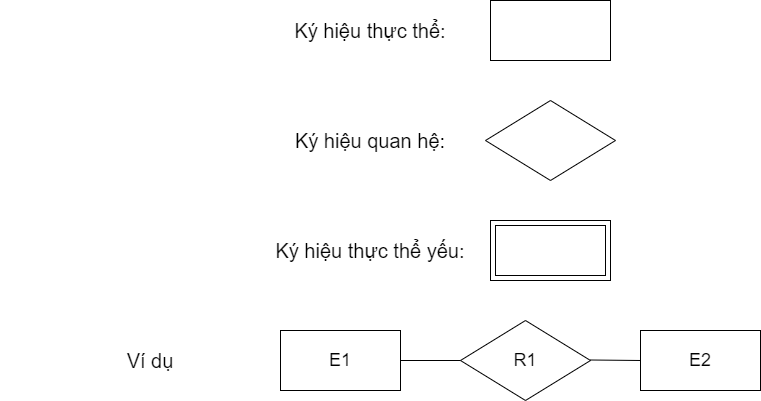 Ký hiệu thực thể:
Ký hiệu quan hệ:
Ký hiệu thực thể yếu:
Ví dụ E1 R1 E2